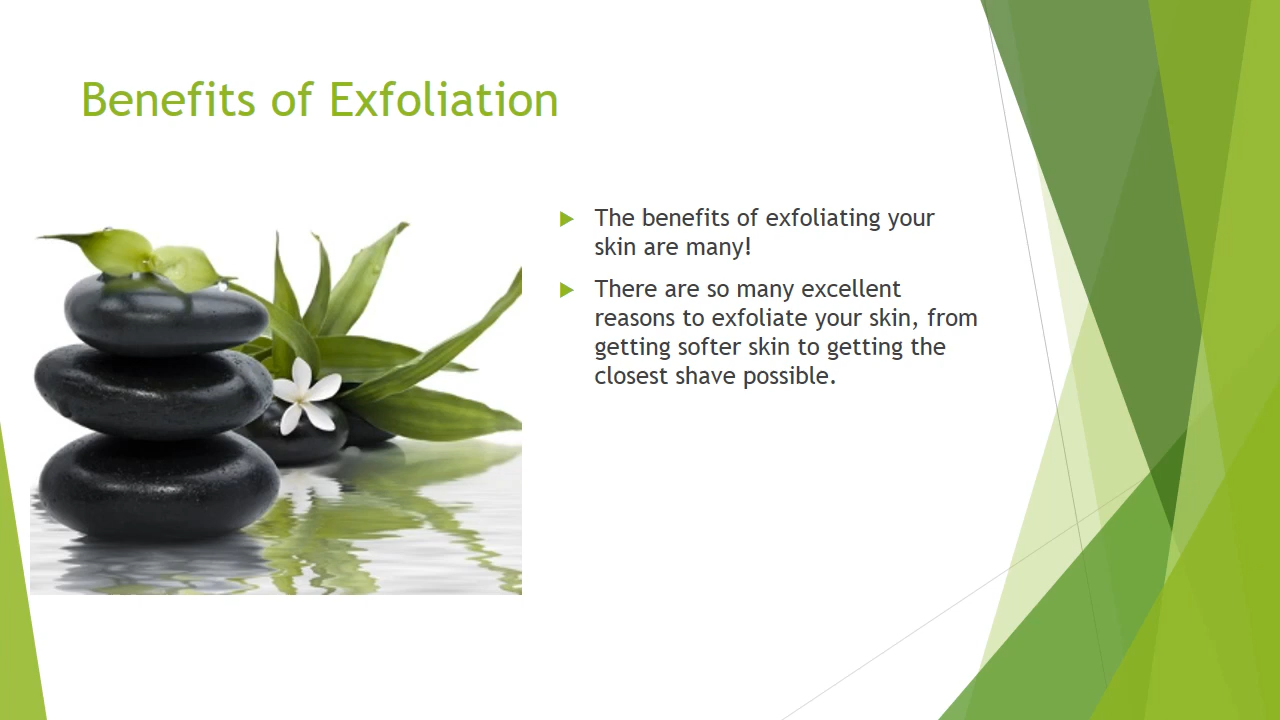 Benefits of Exfoliation
The benefits of exfoliating your
skin are many!
There are so many excellent
reasons to exfoliate your skin, from
getting softer skin to getting the
closest shave possible.